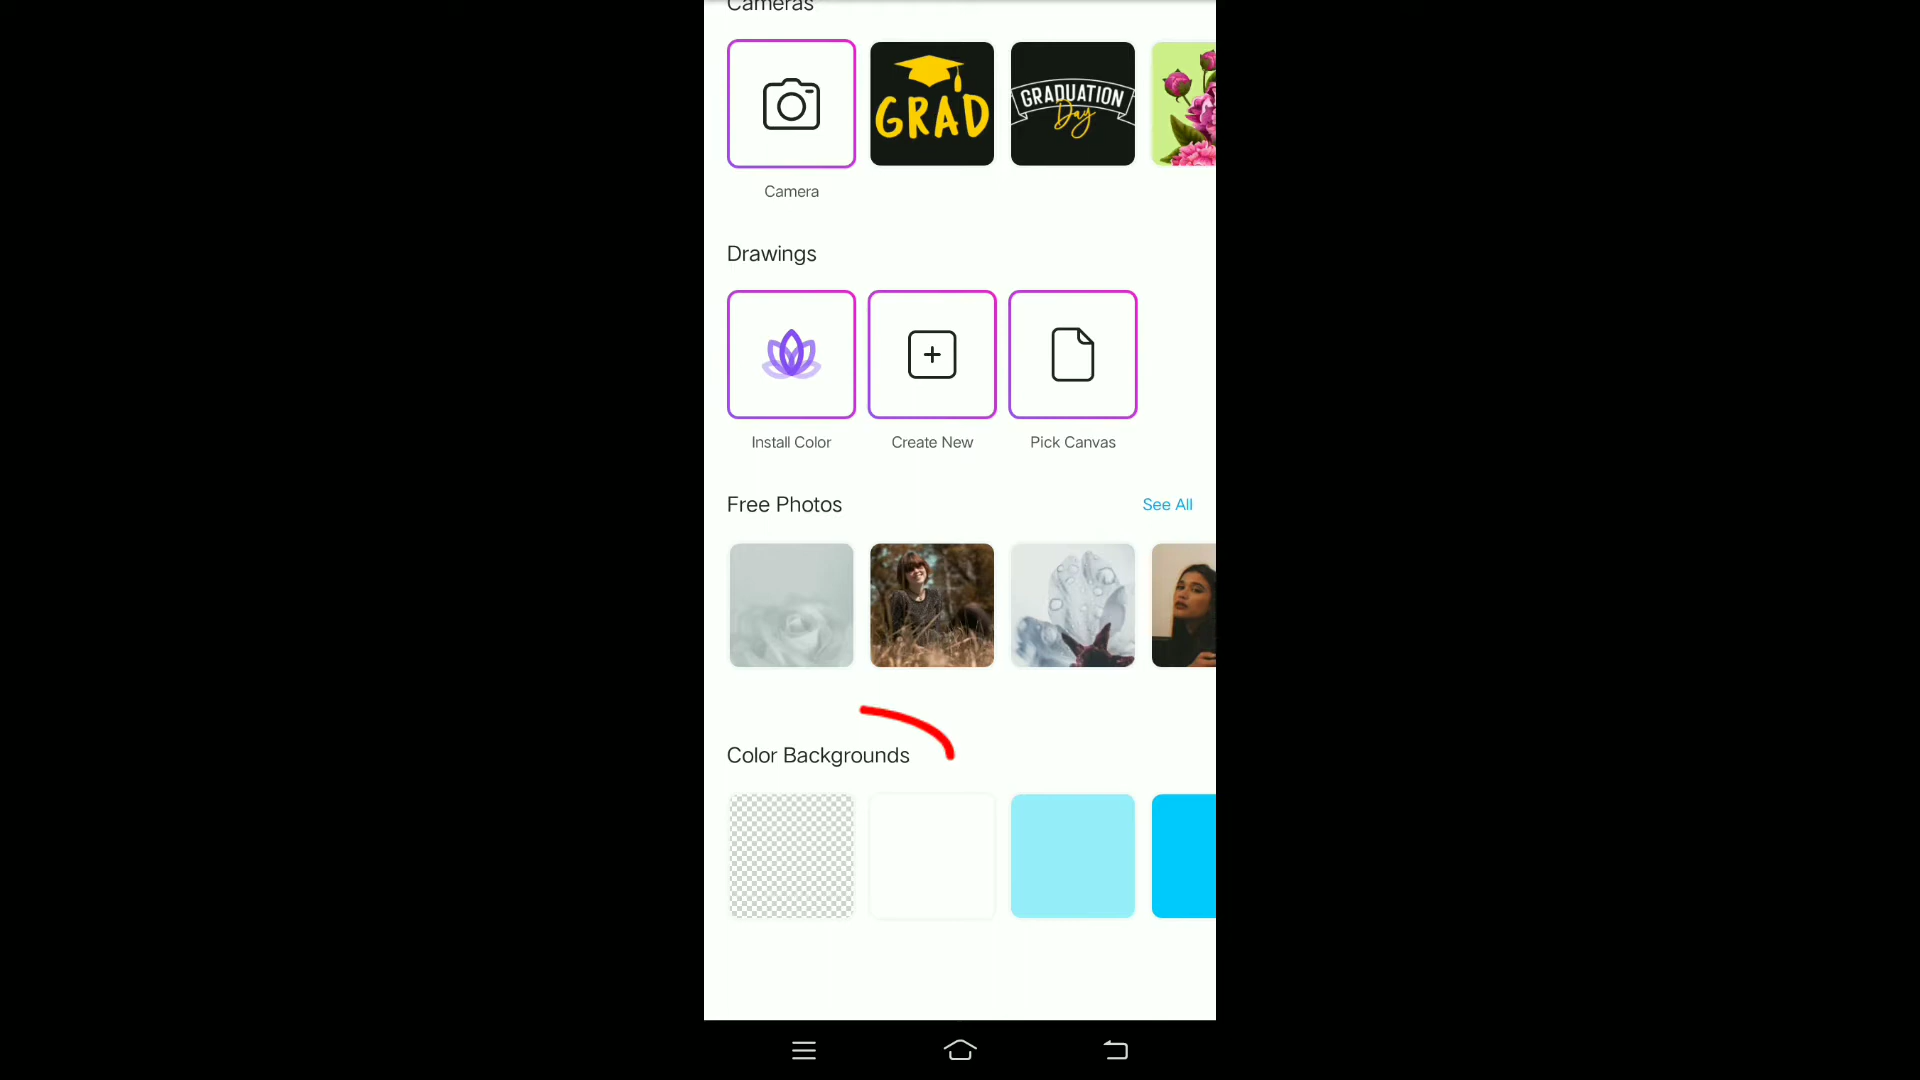 Cameras
GRAD
GRADUATION
Day
Camera
Drawings
Install Color
Create New
Pick Canvas
Free Photos
See All
Color Backgrounds